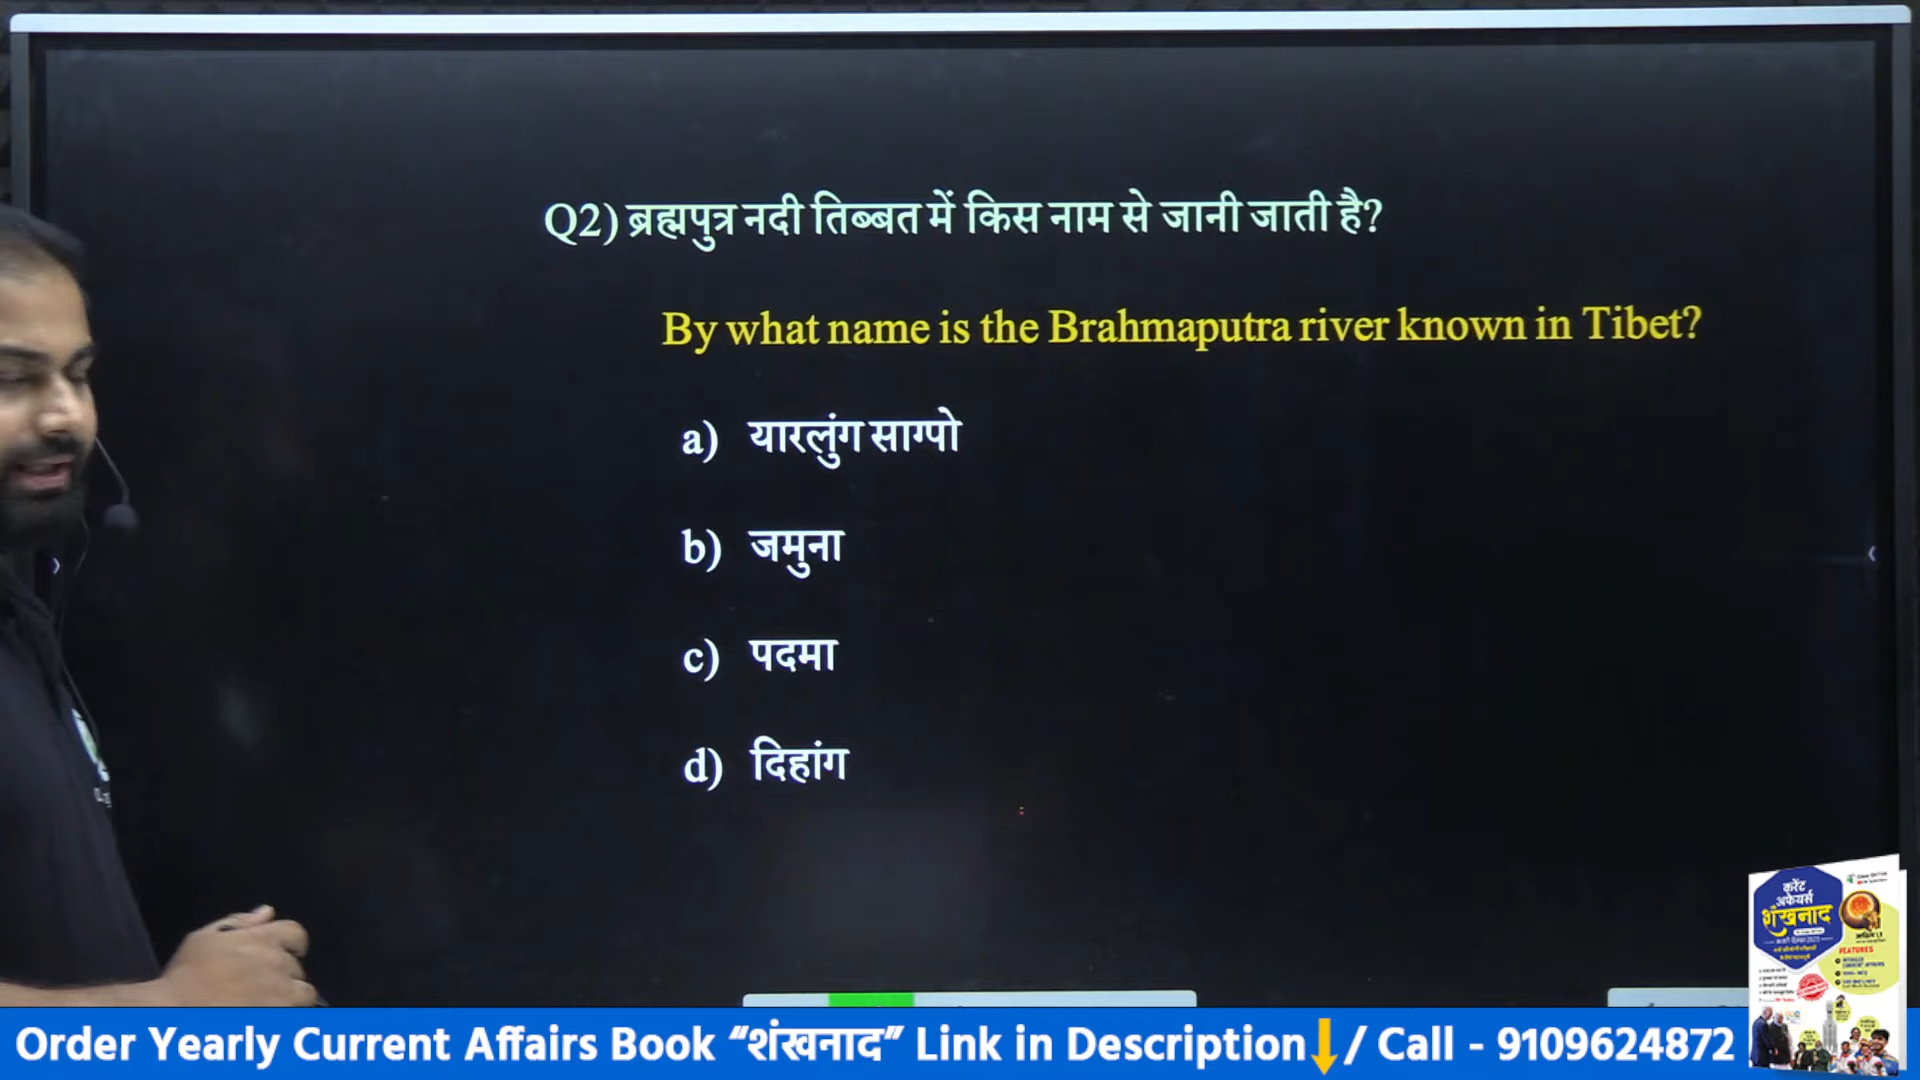 Q2) ब्रह्मपुत्र नदी तिब्बत में किस नाम से जानी जाती है?
By what name is the Brahmaputra river known in Tibet?
a) यारलुंग साग्पो
b) जमुना
c) पदमा
d) दिहांग
करेंट
अफेयर्स
शंखनाद
FEATURES
Order Yearly Current Affairs Book “शंखनाद” Link in Description / Call - 9109624872